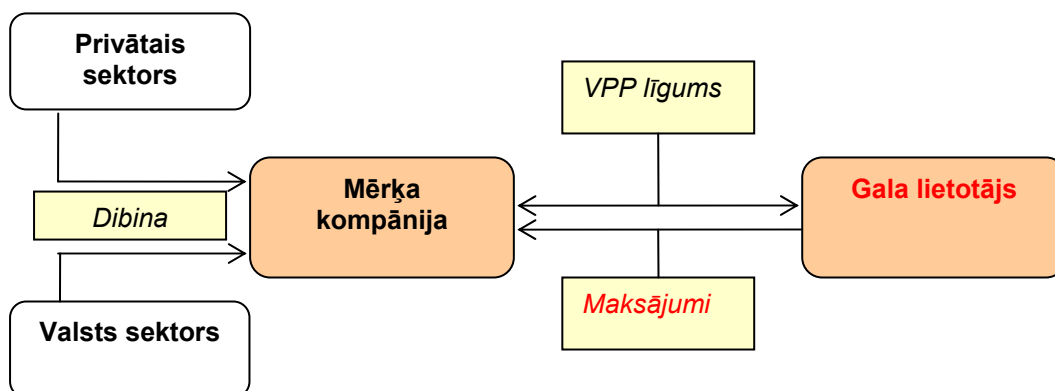 Privātais
sektors
VPP līgums
Mērķa
kompānija
Gala lietotājs
Dibina
Maksājumi
Valsts sektors